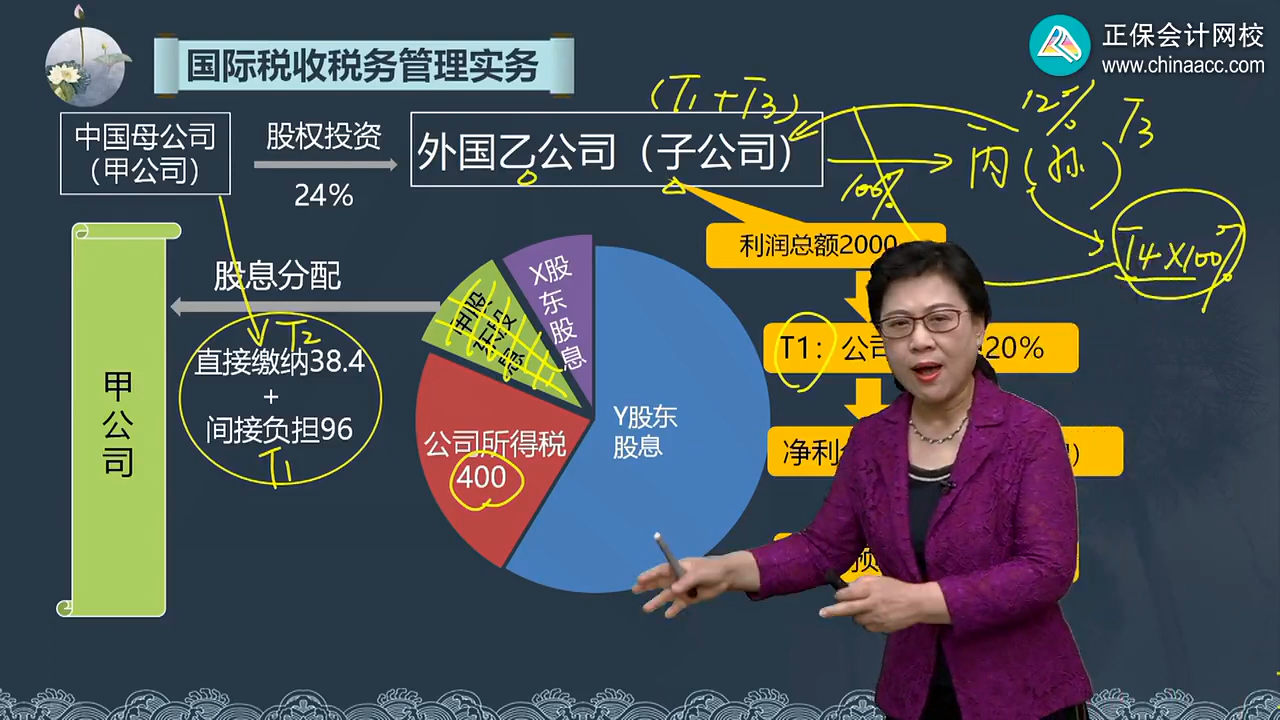 国际税收税务管理实务
正保会计网校
www.chinaacc.com
中国母公司
（甲公司）
股权投资
24%
外国乙公司（子公司）
(T1+T3)
12%
T3
丙(孙)
100%
T4×100%
利润总额2000
股息分配
X股
东
股
息
T2
直接缴纳38.4
+
间接负担96
T1
T1：公司
20%
甲
公
司
公司所得税
400
Y股东
股息
净利